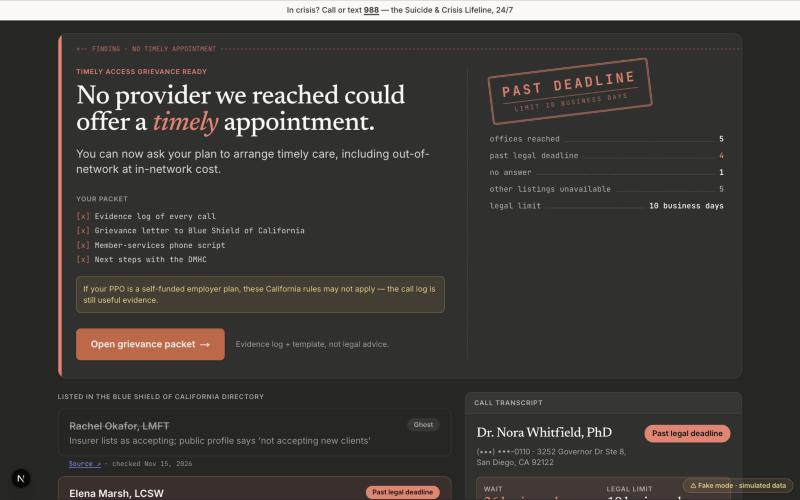 In crisis? Call or text 988 — the Suicide & Crisis Lifeline, 24/7
FINDING · NO TIMELY APPOINTMENT
TIMELY ACCESS GRIEVANCE READY
No provider we reached could
offer a timely appointment.
You can now ask your plan to arrange timely care, including out-of-
network at in-network cost.
YOUR PACKET
[x] Evidence log of every call
[x] Grievance letter to Blue Shield of California
[x] Member-services phone script
[x] Next steps with the DMHC
If your PPO is a self-funded employer plan, these California rules may not apply — the call log is
still useful evidence.
Open grievance packet →
Evidence log + template, not legal advice.
PAST DEADLINE
LIMIT 10 BUSINESS DAYS
offices reached 5
past legal deadline 4
no answer 1
other listings unavailable 5
legal limit 10 business days
LISTED IN THE BLUE SHIELD OF CALIFORNIA DIRECTORY
Rachel Okafor, LMFT
Ghost
Insurer lists as accepting; public profile says ‘not accepting new clients’
Source ↗ · checked Nov 15, 2026
Elena Marsh, LCSW
Past legal deadline
CALL TRANSCRIPT
Dr. Nora Whitfield, PhD
Past legal deadline
(•••) •••-0110 · 3252 Governor Dr Ste 8,
San Diego, CA 92122
WAIT
LEGAL LIMIT
N
⚠ Fake mode · simulated data